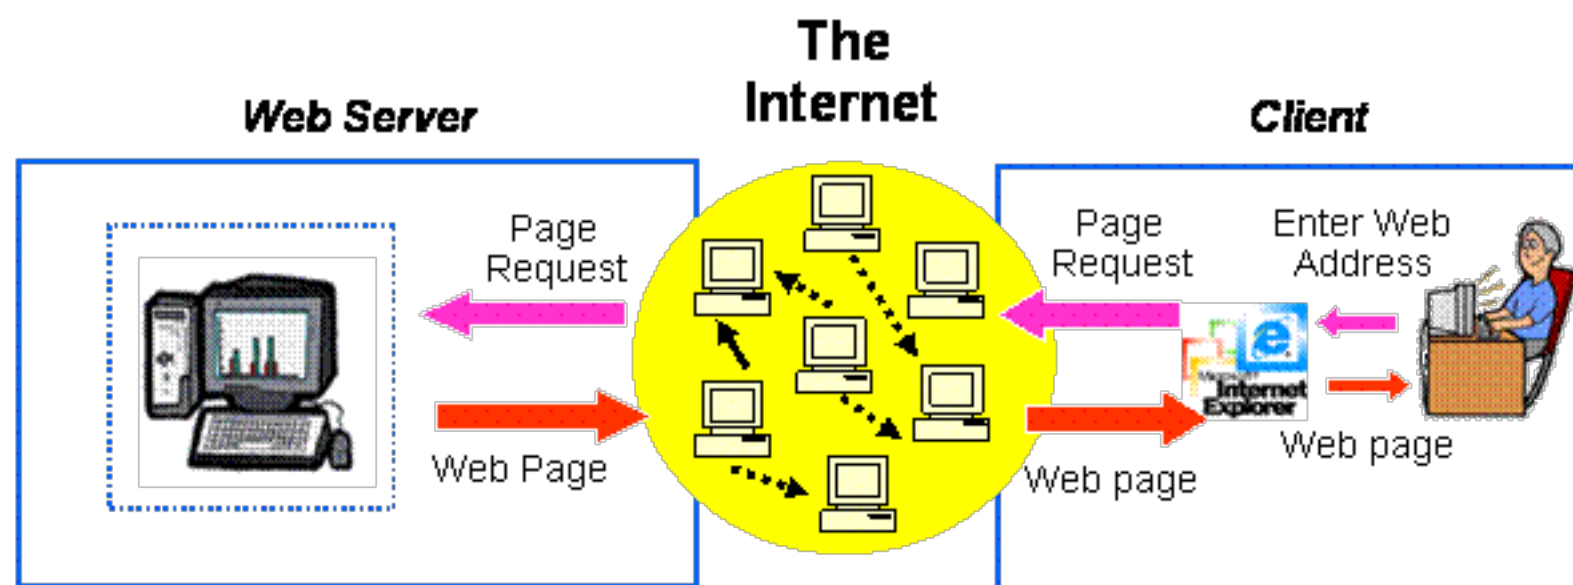 The
Internet
Web Server
Client
Page
Request
Page
Request
Enter Web
Address
Microsoft
Internet
Explorer
Web Page
Web page
Web page